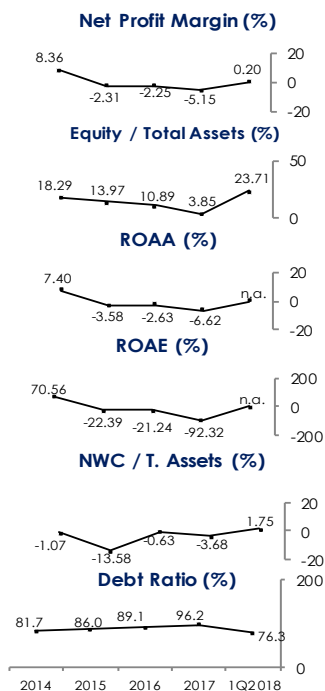 Net Profit Margin (%)
8.36 -2.31 -2.25 -5.15 0.20
20
0
-20
Equity / Total Assets (%)
18.29 13.97 10.89 3.85 23.71
50
0
ROAA (%)
7.40 -3.58 -2.63 -6.62 n.a.
20
0
-20
ROAE (%)
70.56 -22.39 -21.24 -92.32 n.a.
200
0
-200
NWC / T. Assets (%)
-1.07 -13.58 -0.63 -3.68 1.75
20
0
-20
Debt Ratio (%)
81.7 86.0 89.1 96.2 76.3
200
0
2014 2015 2016 2017 1Q2018